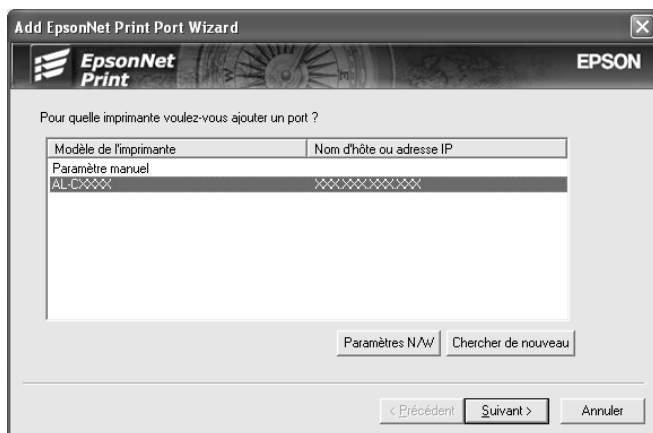 Add EpsonNet Print Port Wizard
EpsonNet Print
EPSON
Pour quelle imprimante voulez-vous ajouter un port ?
Modèle de l'imprimante Nom d'hôte ou adresse IP
Paramètre manuel
AL-CXXXX XXX.XXX.XXX.XXX
Paramètres N/W Chercher de nouveau
< Précédent Suivant > Annuler